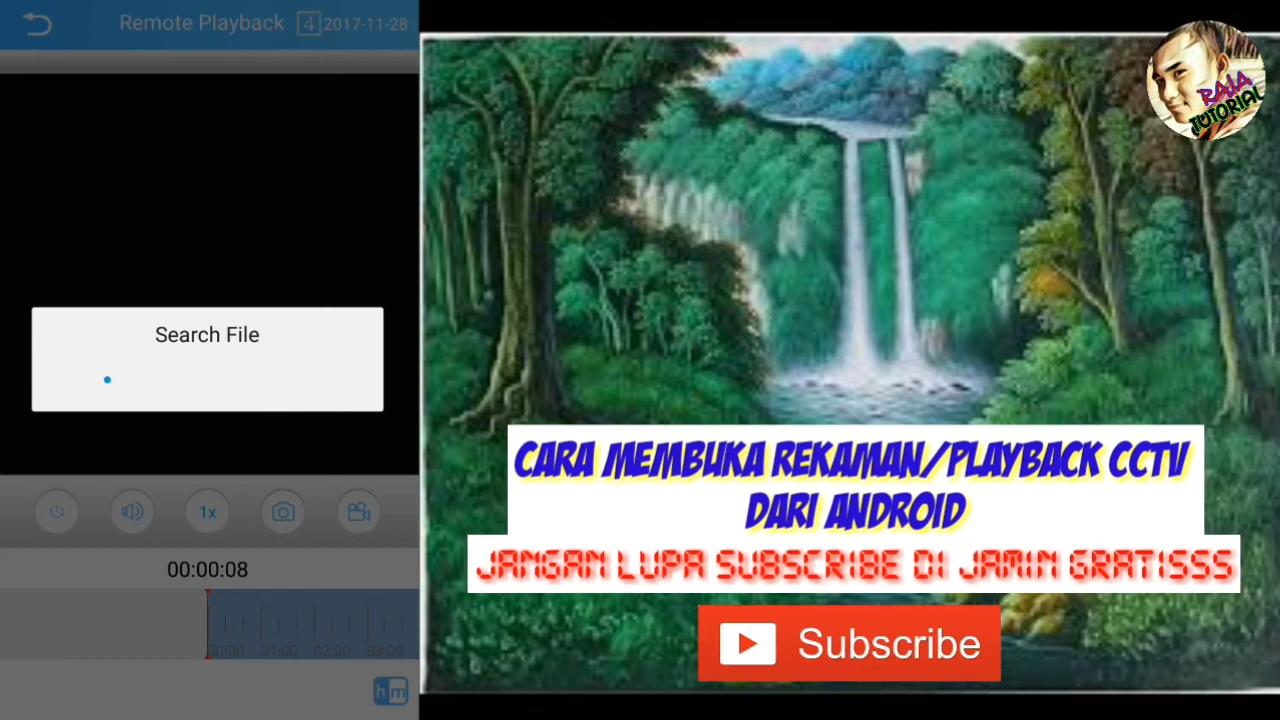 Remote Playback 4 2017-11-28
Search File
1x
00:00:08
00:00 01:00 02:00 03:00
h m
RAJA
TUTORIAL
CARA MEMBUKA REKAMAN/PLAYBACK CCTV
DARI ANDROID
JANGAN LUPA SUBSCRIBE DI JAMIN GRATISSS
Subscribe